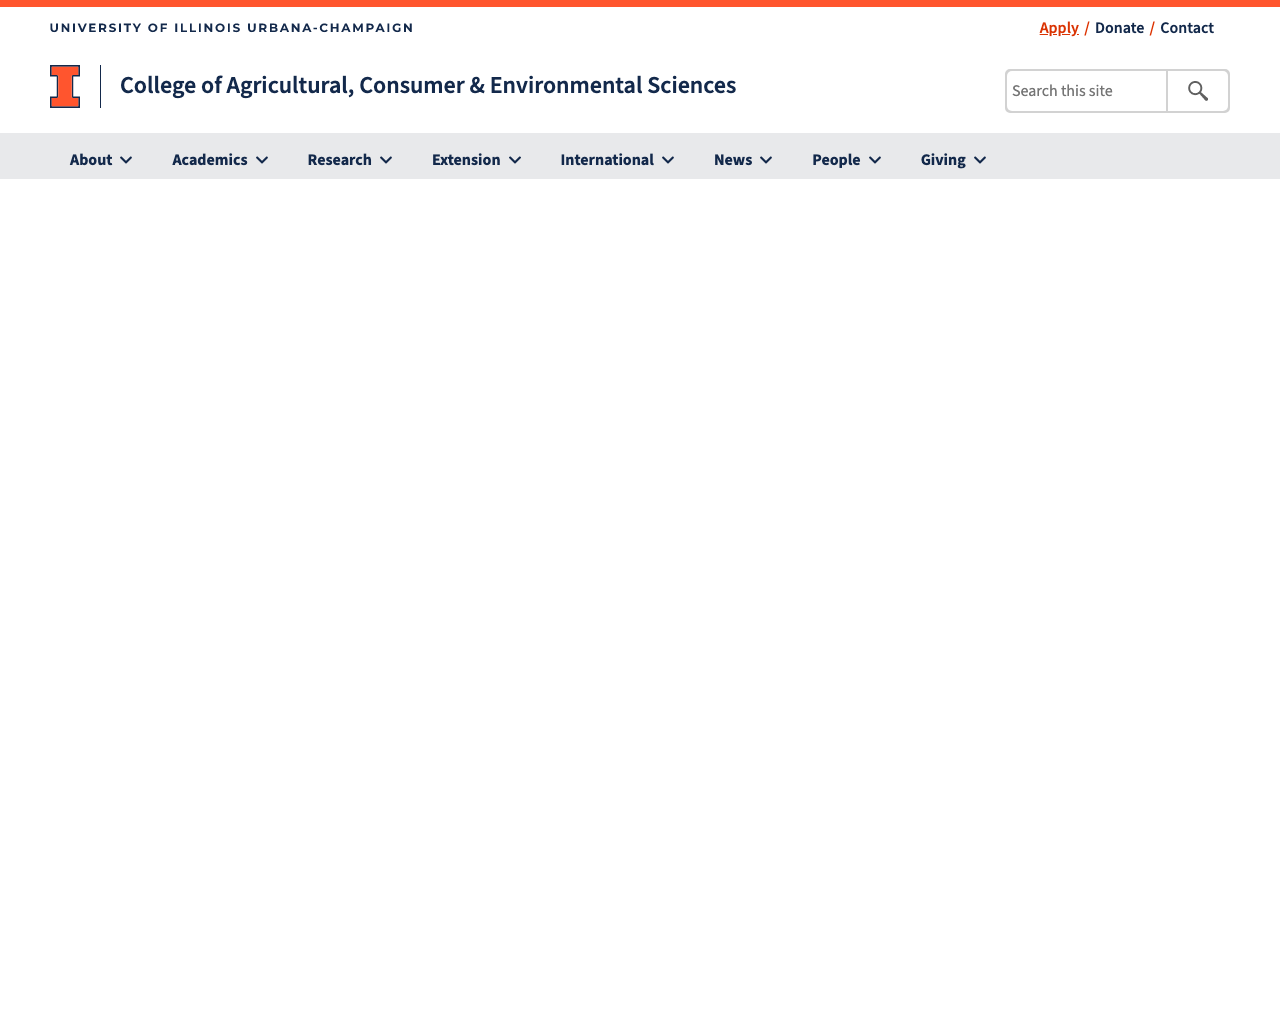 UNIVERSITY OF ILLINOIS URBANA-CHAMPAIGN
Apply / Donate / Contact
College of Agricultural, Consumer & Environmental Sciences
Search this site
About Academics Research Extension International News People Giving